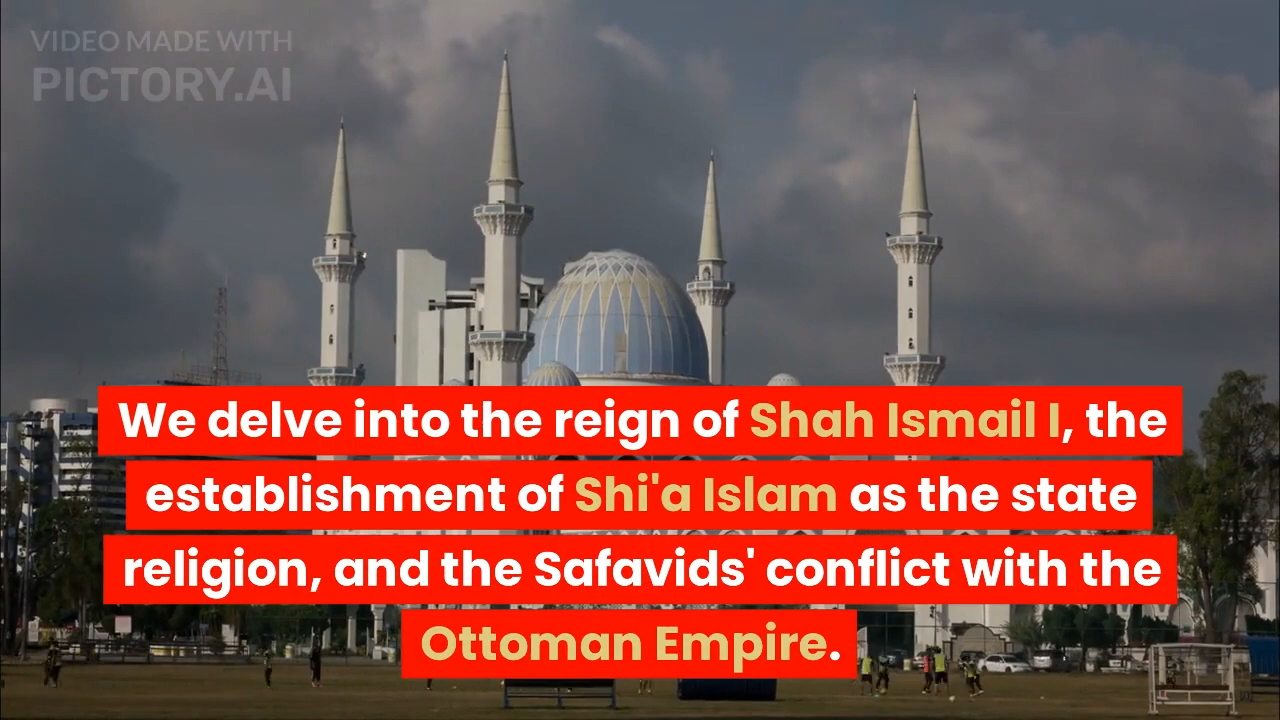 VIDEO MADE WITH
PICTORY.AI
We delve into the reign of Shah Ismail I, the
establishment of Shi'a Islam as the state
religion, and the Safavids' conflict with the
Ottoman Empire.